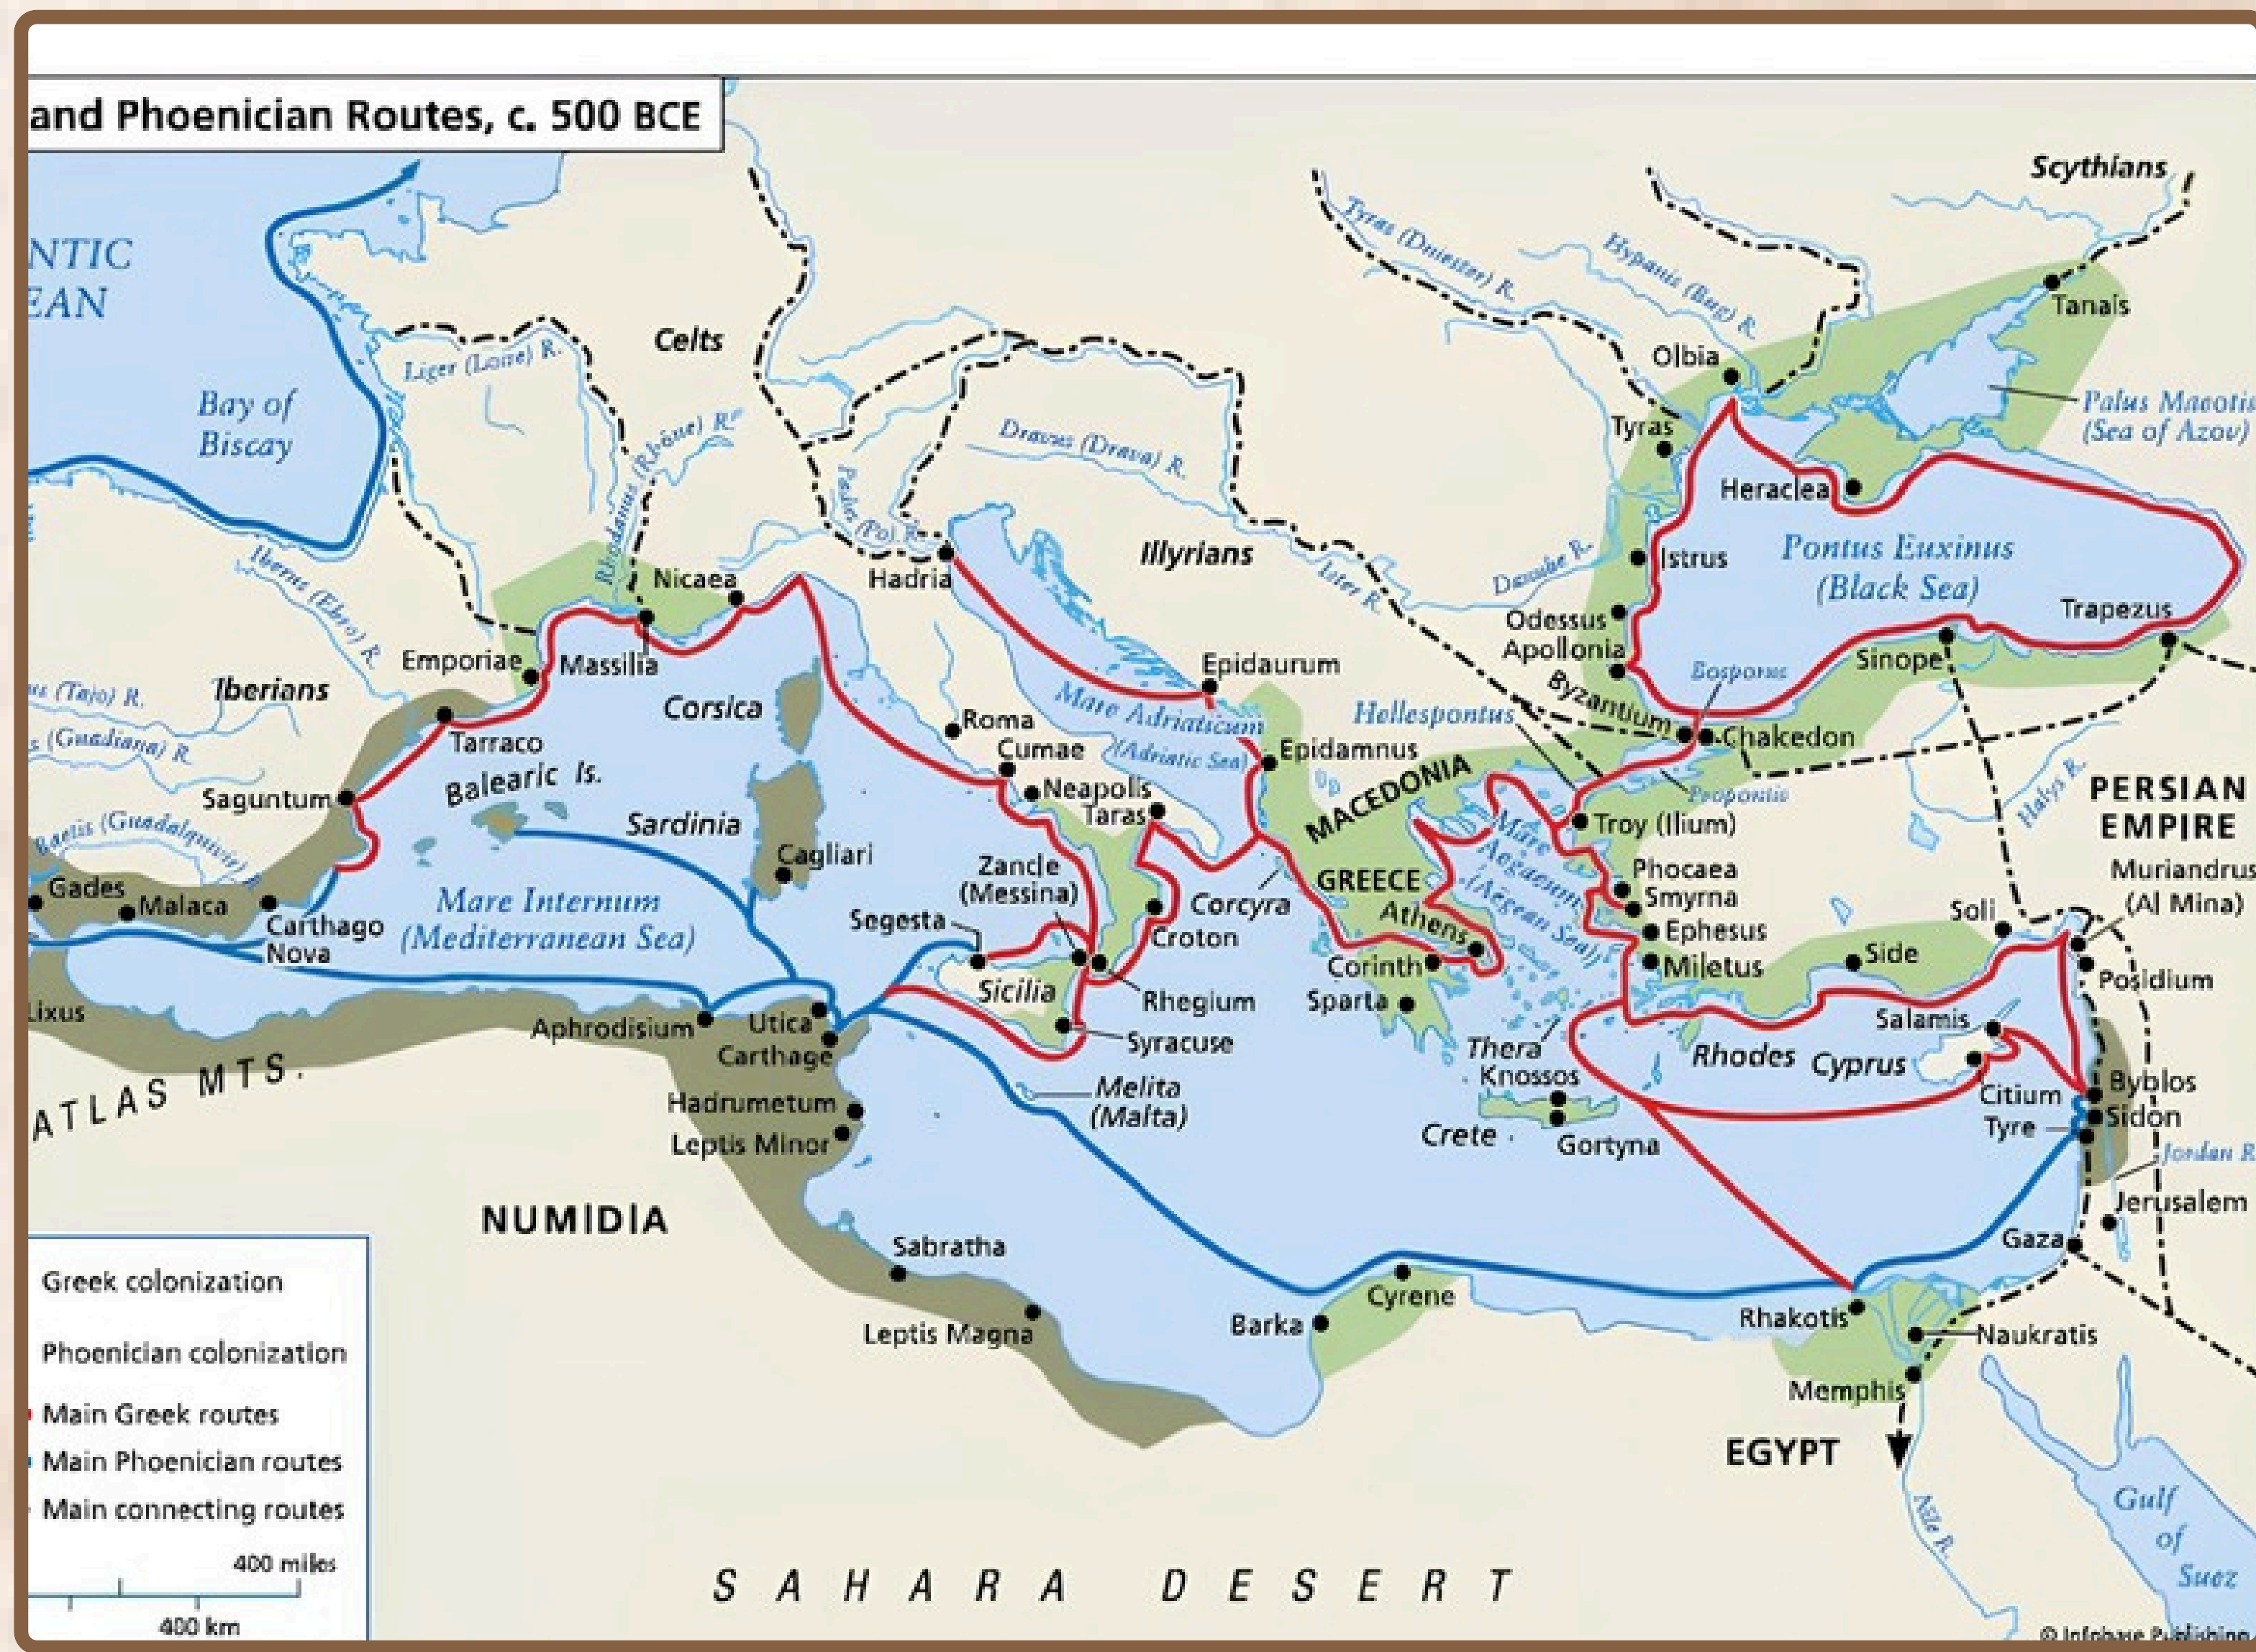 and Phoenician Routes, c. 500 BCE
Scythians
NTIC
EAN
Tyras (Dniester) R.
Hypanis (Bug) R.
Tanais
Celts
Liger (Loire) R.
Olbia
Bay of
Biscay
Palus Maeotis
(Sea of Azov)
Rhodanus (Rhône) R.
Dravus (Drava) R.
Tyras
Padus (Po) R.
Heraclea
Illyrians
Istrus
Pontus Euxinus
(Black Sea)
Iberus (Ebro) R.
Nicaea
Hadria
Ister R.
Danube R.
Odessus
Trapezus
Apollonia
Emporiae
Massilia
Epidaurum
Sinope
Bosporus
(Tajo) R.
Iberians
Corsica
Mare Adriaticum
(Adriatic Sea)
Hellespontus
Byzantium
Roma
Tarraco
Cumae
Epidamnus
Chakedon
(Guadiana) R.
Balearic Is.
Neapolis
MACEDONIA
Propontis
Halys R.
PERSIAN
EMPIRE
Saguntum
Sardinia
Taras
Troy (Ilium)
Baetis (Guadalquivir)
Cagliari
Zancle
(Messina)
GREECE
Mare
Aegaeum
(Aegean Sea)
Phocaea
Smyrna
Muriandrus
(Al Mina)
Gades
Malaca
Mare Internum
(Mediterranean Sea)
Segesta
Corcyra
Athens
Soli
Carthago
Nova
Croton
Ephesus
Side
Corinth
Miletus
Posidium
Lixus
Sicilia
Rhegium
Sparta
Aphrodisium
Utica
Salamis
Carthage
Syracuse
Thera
Rhodes
Cyprus
ATLAS MTS.
Knossos
Melita
(Malta)
Byblos
Hadrumetum
Citium
Sidon
Leptis Minor
Crete
Gortyna
Tyre
Jordan R
Jerusalem
NUMIDIA
Gaza
Sabratha
Greek colonization
Cyrene
Leptis Magna
Barka
Rhakotis
Naukratis
Phoenician colonization
Memphis
Main Greek routes
EGYPT
Main Phoenician routes
Main connecting routes
Gulf
of
Suez
Nile R.
400 miles
SAHARA DESERT
400 km
© Infobase Publishing